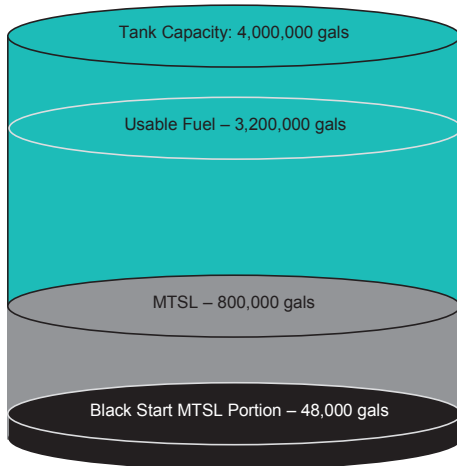 Tank Capacity: 4,000,000 gals
Usable Fuel – 3,200,000 gals
MTSL – 800,000 gals
Black Start MTSL Portion – 48,000 gals